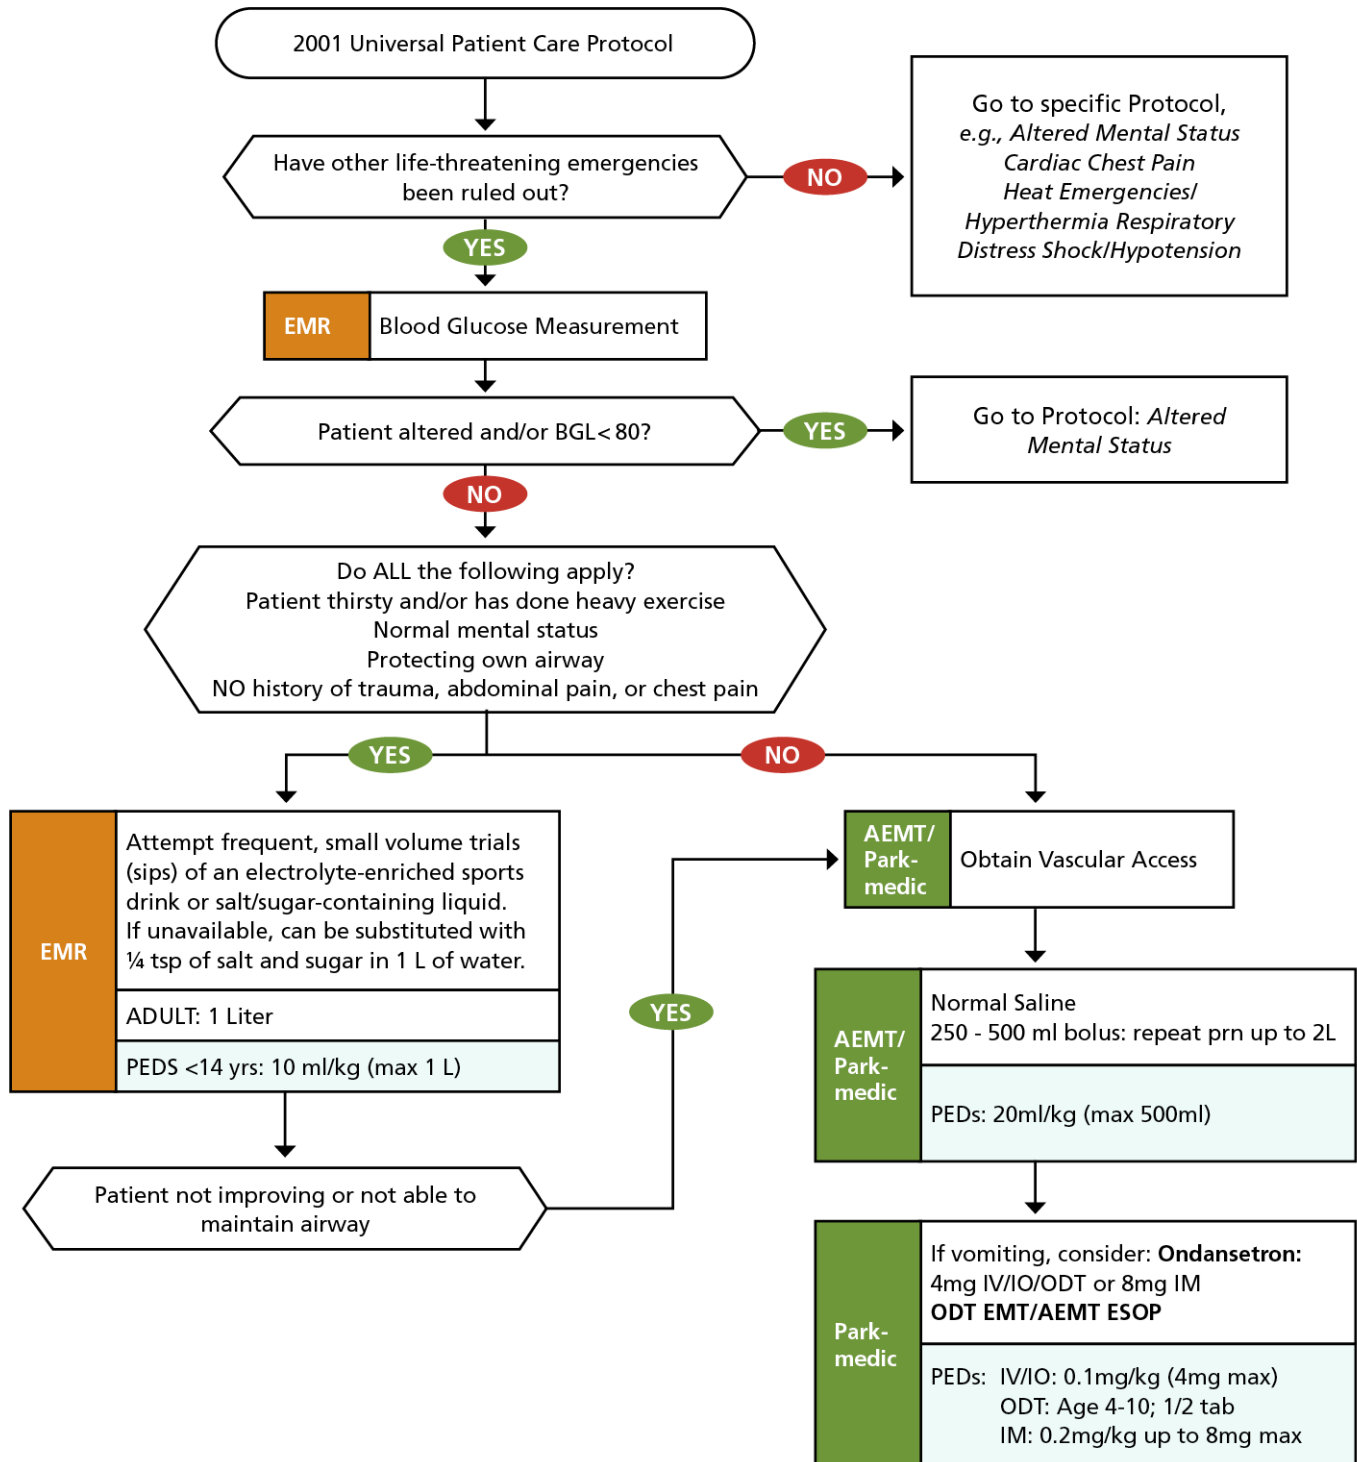 2001 Universal Patient Care Protocol
Have other life-threatening emergencies
been ruled out?
NO
Go to specific Protocol,
e.g., Altered Mental Status
Cardiac Chest Pain
Heat Emergencies/
Hyperthermia Respiratory
Distress Shock/Hypotension
YES
EMR
Blood Glucose Measurement
Patient altered and/or BGL<80?
YES
Go to Protocol: Altered
Mental Status
NO
Do ALL the following apply?
Patient thirsty and/or has done heavy exercise
Normal mental status
Protecting own airway
NO history of trauma, abdominal pain, or chest pain
YES
NO
EMR
Attempt frequent, small volume trials
(sips) of an electrolyte-enriched sports
drink or salt/sugar-containing liquid.
If unavailable, can be substituted with
¼ tsp of salt and sugar in 1 L of water.
ADULT: 1 Liter
PEDS <14 yrs: 10 ml/kg (max 1 L)
Patient not improving or not able to
maintain airway
YES
AEMT/
Park-
medic
Obtain Vascular Access
AEMT/
Park-
medic
Normal Saline
250 - 500 ml bolus: repeat prn up to 2L
PEDs: 20ml/kg (max 500ml)
Park-
medic
If vomiting, consider: Ondansetron:
4mg IV/IO/ODT or 8mg IM
ODT EMT/AEMT ESOP
PEDs: IV/IO: 0.1mg/kg (4mg max)
ODT: Age 4-10; 1/2 tab
IM: 0.2mg/kg up to 8mg max